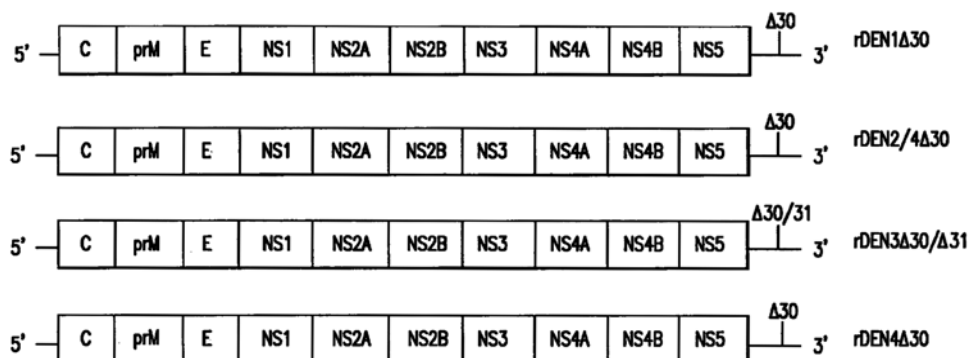 Δ30
5' C prM E NS1 NS2A NS2B NS3 NS4A NS4B NS5 3' rDEN1Δ30
Δ30
5' C prM E NS1 NS2A NS2B NS3 NS4A NS4B NS5 3' rDEN2/4Δ30
Δ30/31
5' C prM E NS1 NS2A NS2B NS3 NS4A NS4B NS5 3' rDEN3Δ30/Δ31
Δ30
5' C prM E NS1 NS2A NS2B NS3 NS4A NS4B NS5 3' rDEN4Δ30